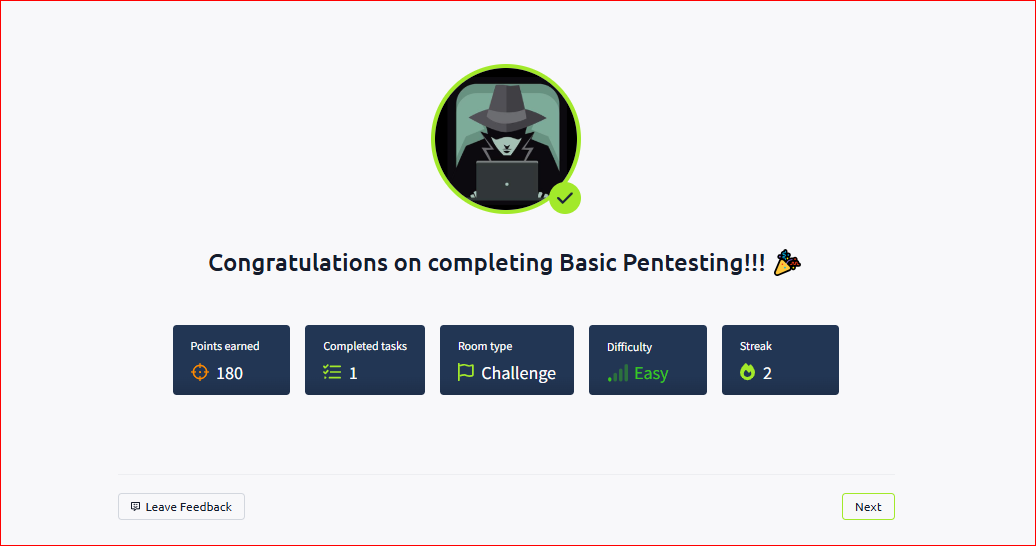 Congratulations on completing Basic Pentesting!!! 🎉
Points earned
180
Completed tasks
1
Room type
Challenge
Difficulty
Easy
Streak
2
Leave Feedback
Next